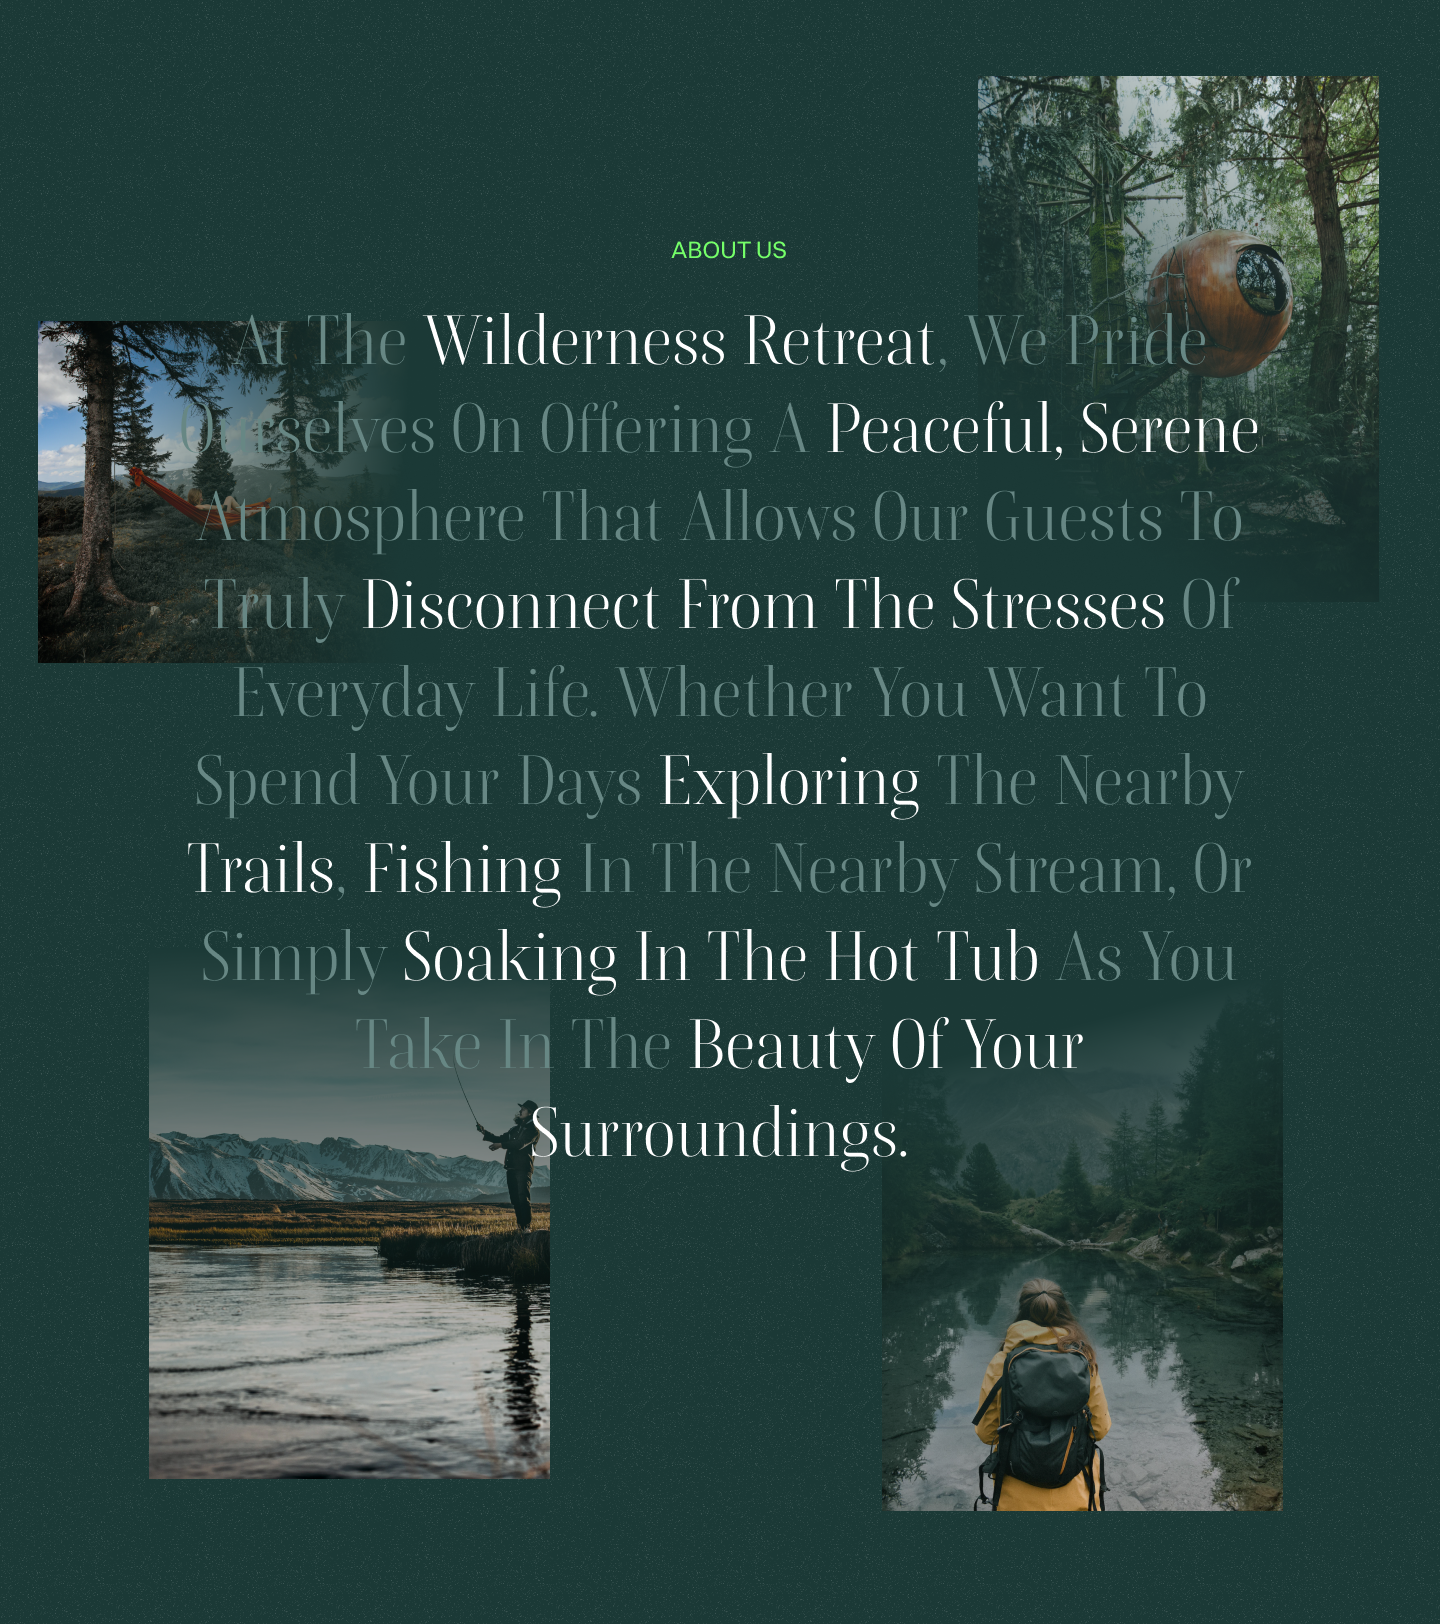 ABOUT US
At The Wilderness Retreat, We Pride
Ourselves On Offering A Peaceful, Serene
Atmosphere That Allows Our Guests To
Truly Disconnect From The Stresses Of
Everyday Life. Whether You Want To
Spend Your Days Exploring The Nearby
Trails, Fishing In The Nearby Stream, Or
Simply Soaking In The Hot Tub As You
Take In The Beauty Of Your
Surroundings.